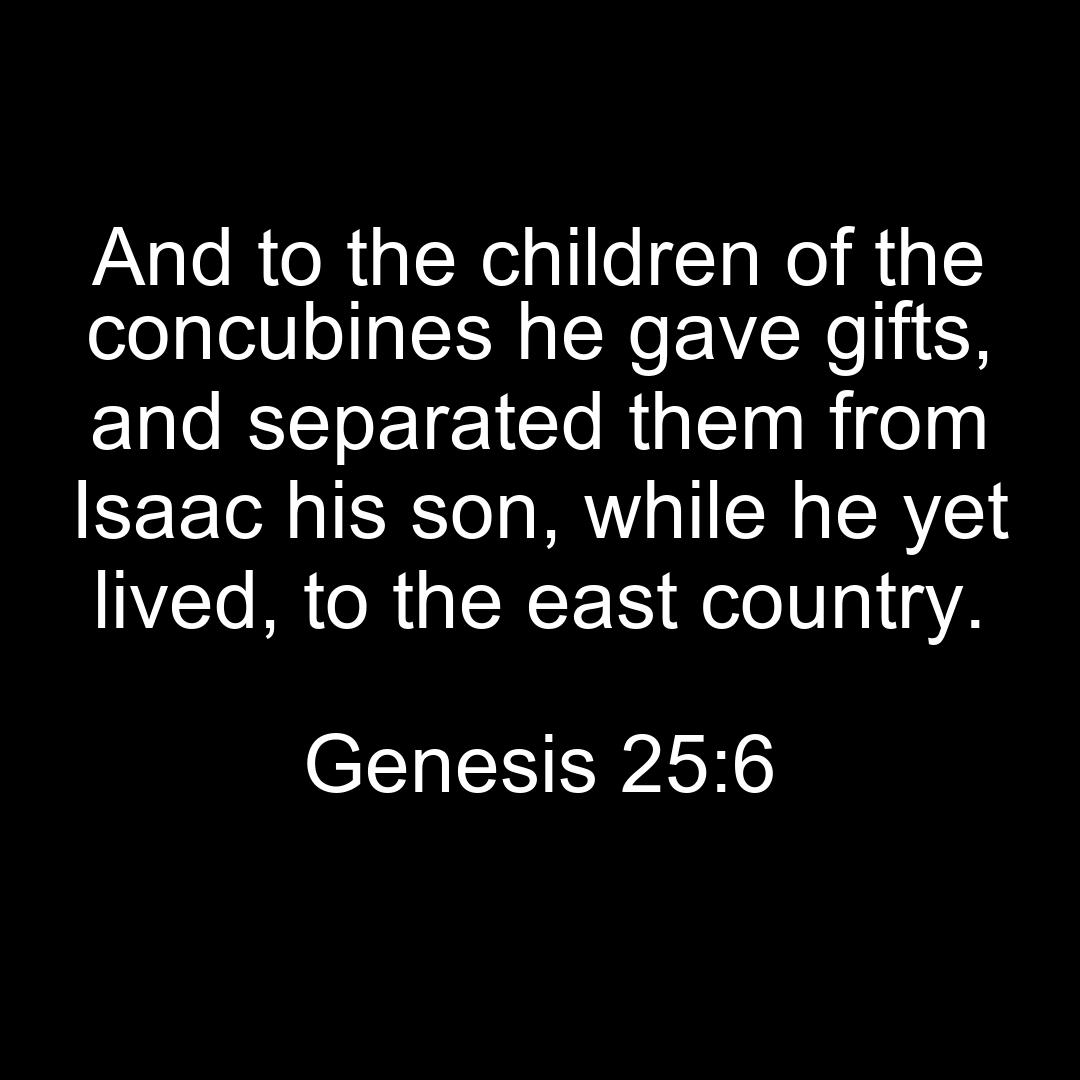 And to the children of the
concubines he gave gifts,
and separated them from
Isaac his son, while he yet
lived, to the east country.
Genesis 25:6